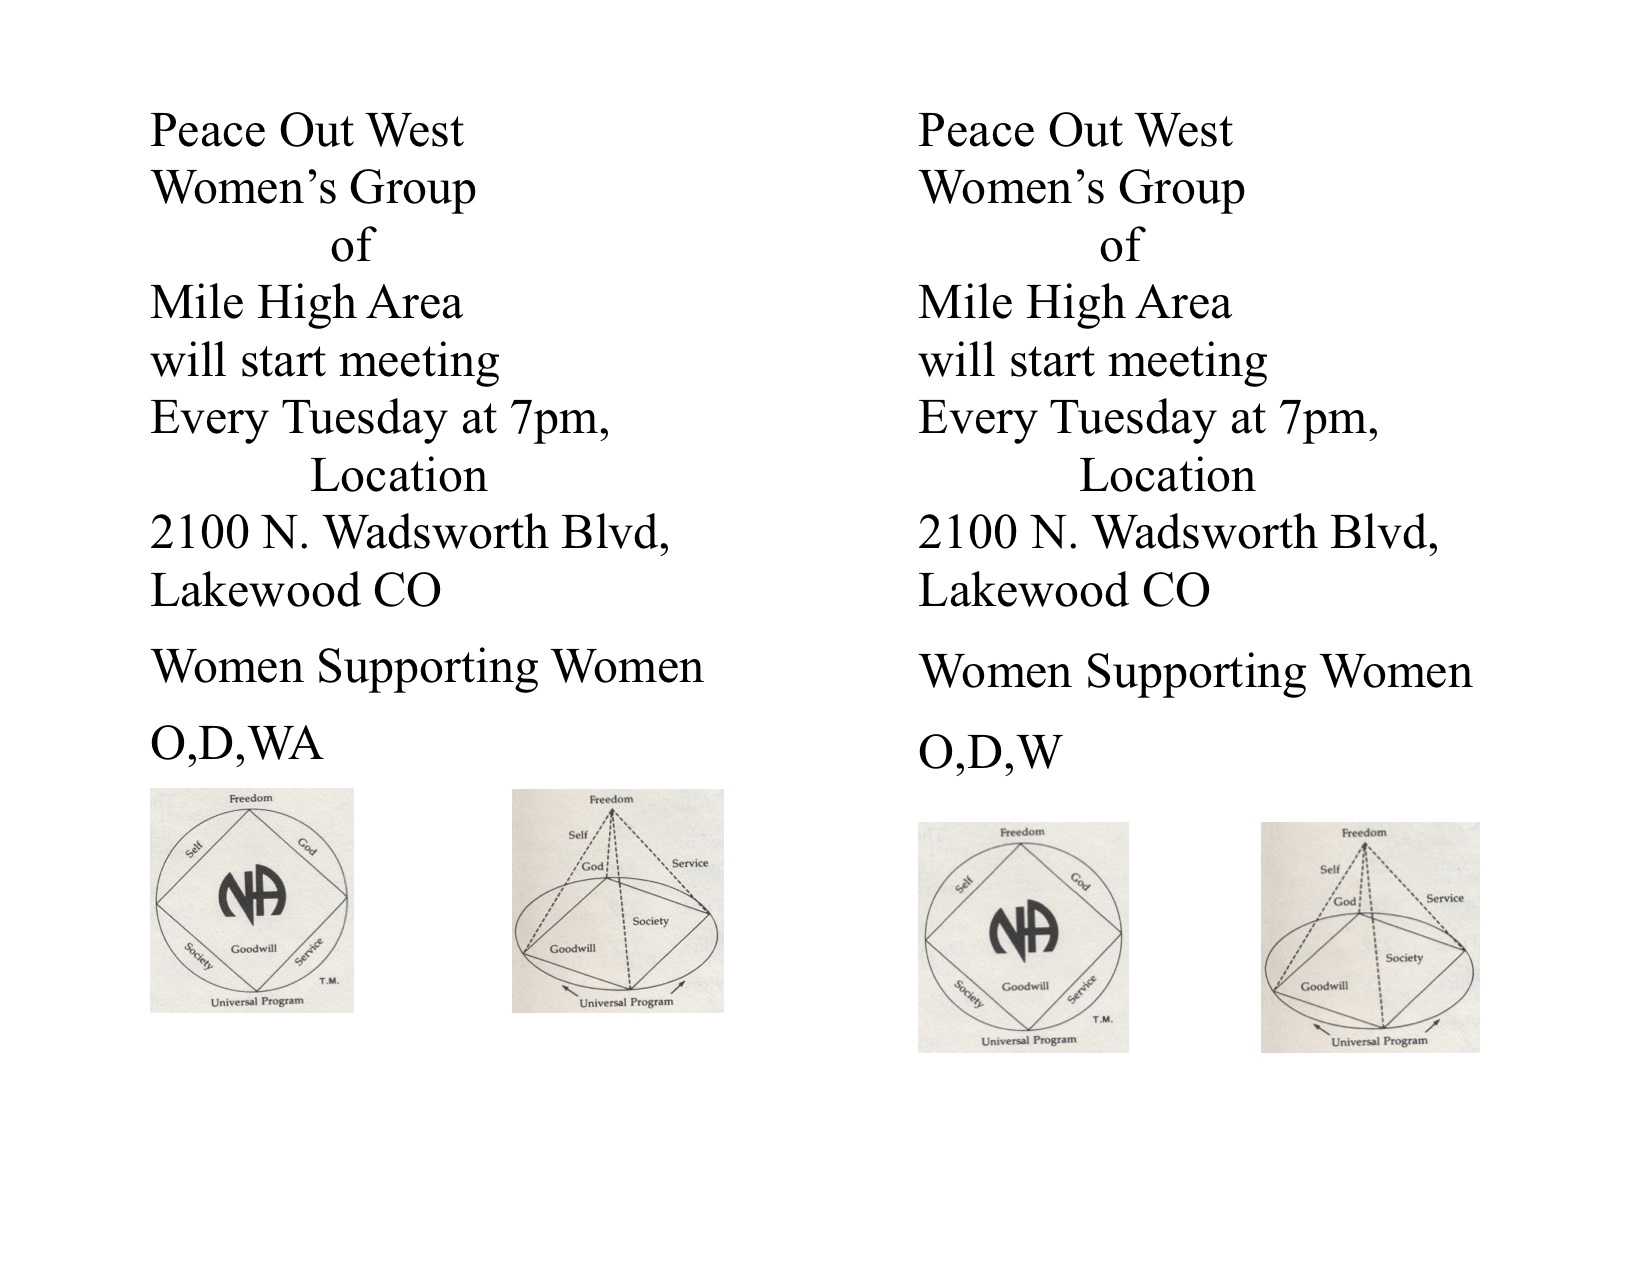 Peace Out West
Women’s Group
of
Mile High Area
will start meeting
Every Tuesday at 7pm,
Location
2100 N. Wadsworth Blvd,
Lakewood CO
Women Supporting Women
O,D,WA
Freedom
Self
God
NA
Society
Goodwill
Service
T.M.
Universal Program
Freedom
Self
God
Service
Society
Goodwill
Universal Program
Peace Out West
Women’s Group
of
Mile High Area
will start meeting
Every Tuesday at 7pm,
Location
2100 N. Wadsworth Blvd,
Lakewood CO
Women Supporting Women
O,D,W
Freedom
Self
God
NA
Society
Goodwill
Service
T.M.
Universal Program
Freedom
Self
God
Service
Society
Goodwill
Universal Program